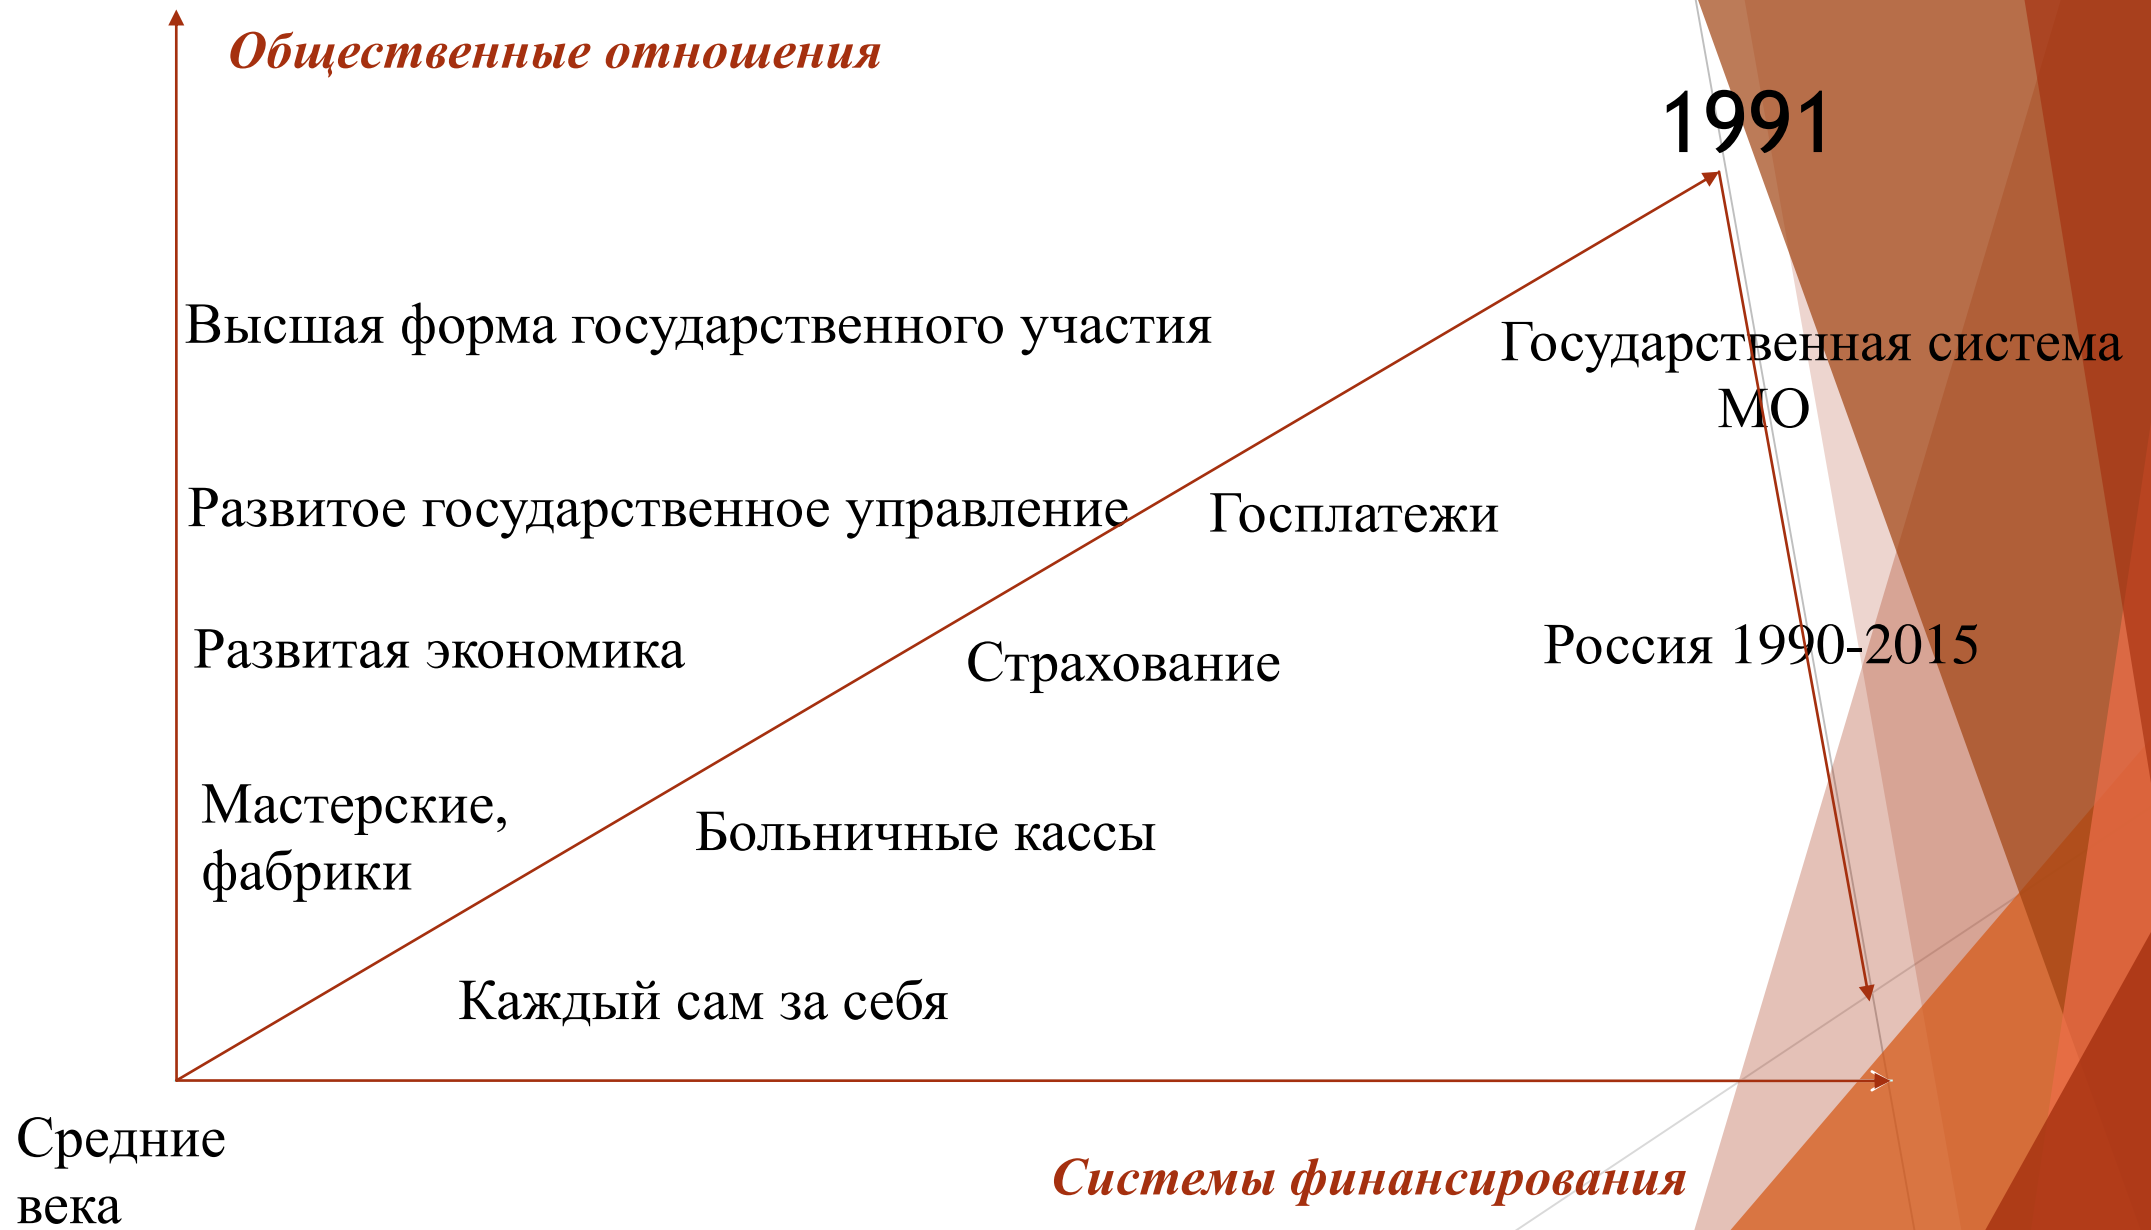 Общественные отношения
1991
Высшая форма государственного участия
Государственная система
МО
Развитое государственное управление
Госплатежи
Развитая экономика
Страхование
Россия 1990-2015
Мастерские,
фабрики
Больничные кассы
Каждый сам за себя
Средние
века
Системы финансирования